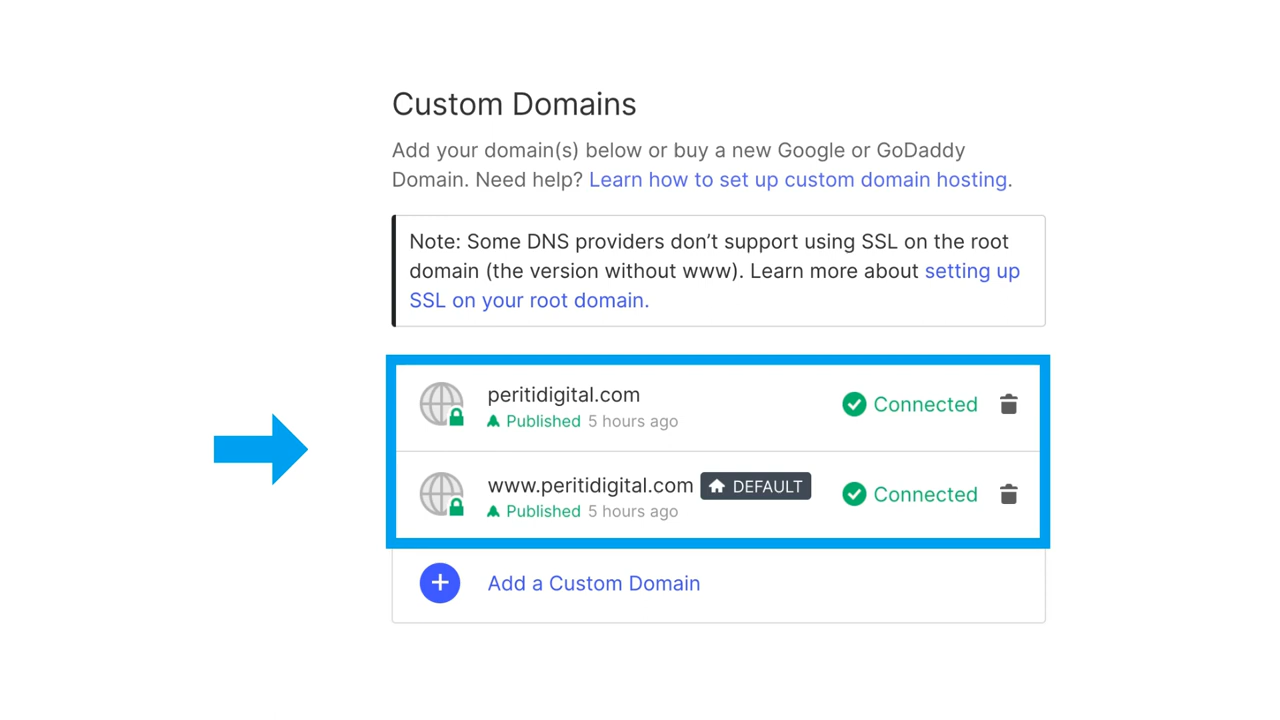 Custom Domains
Add your domain(s) below or buy a new Google or GoDaddy
Domain. Need help? Learn how to set up custom domain hosting.
Note: Some DNS providers don’t support using SSL on the root
domain (the version without www). Learn more about setting up
SSL on your root domain.
peritidigital.com
Connected
Published 5 hours ago
www.peritidigital.com DEFAULT
Connected
Published 5 hours ago
Add a Custom Domain